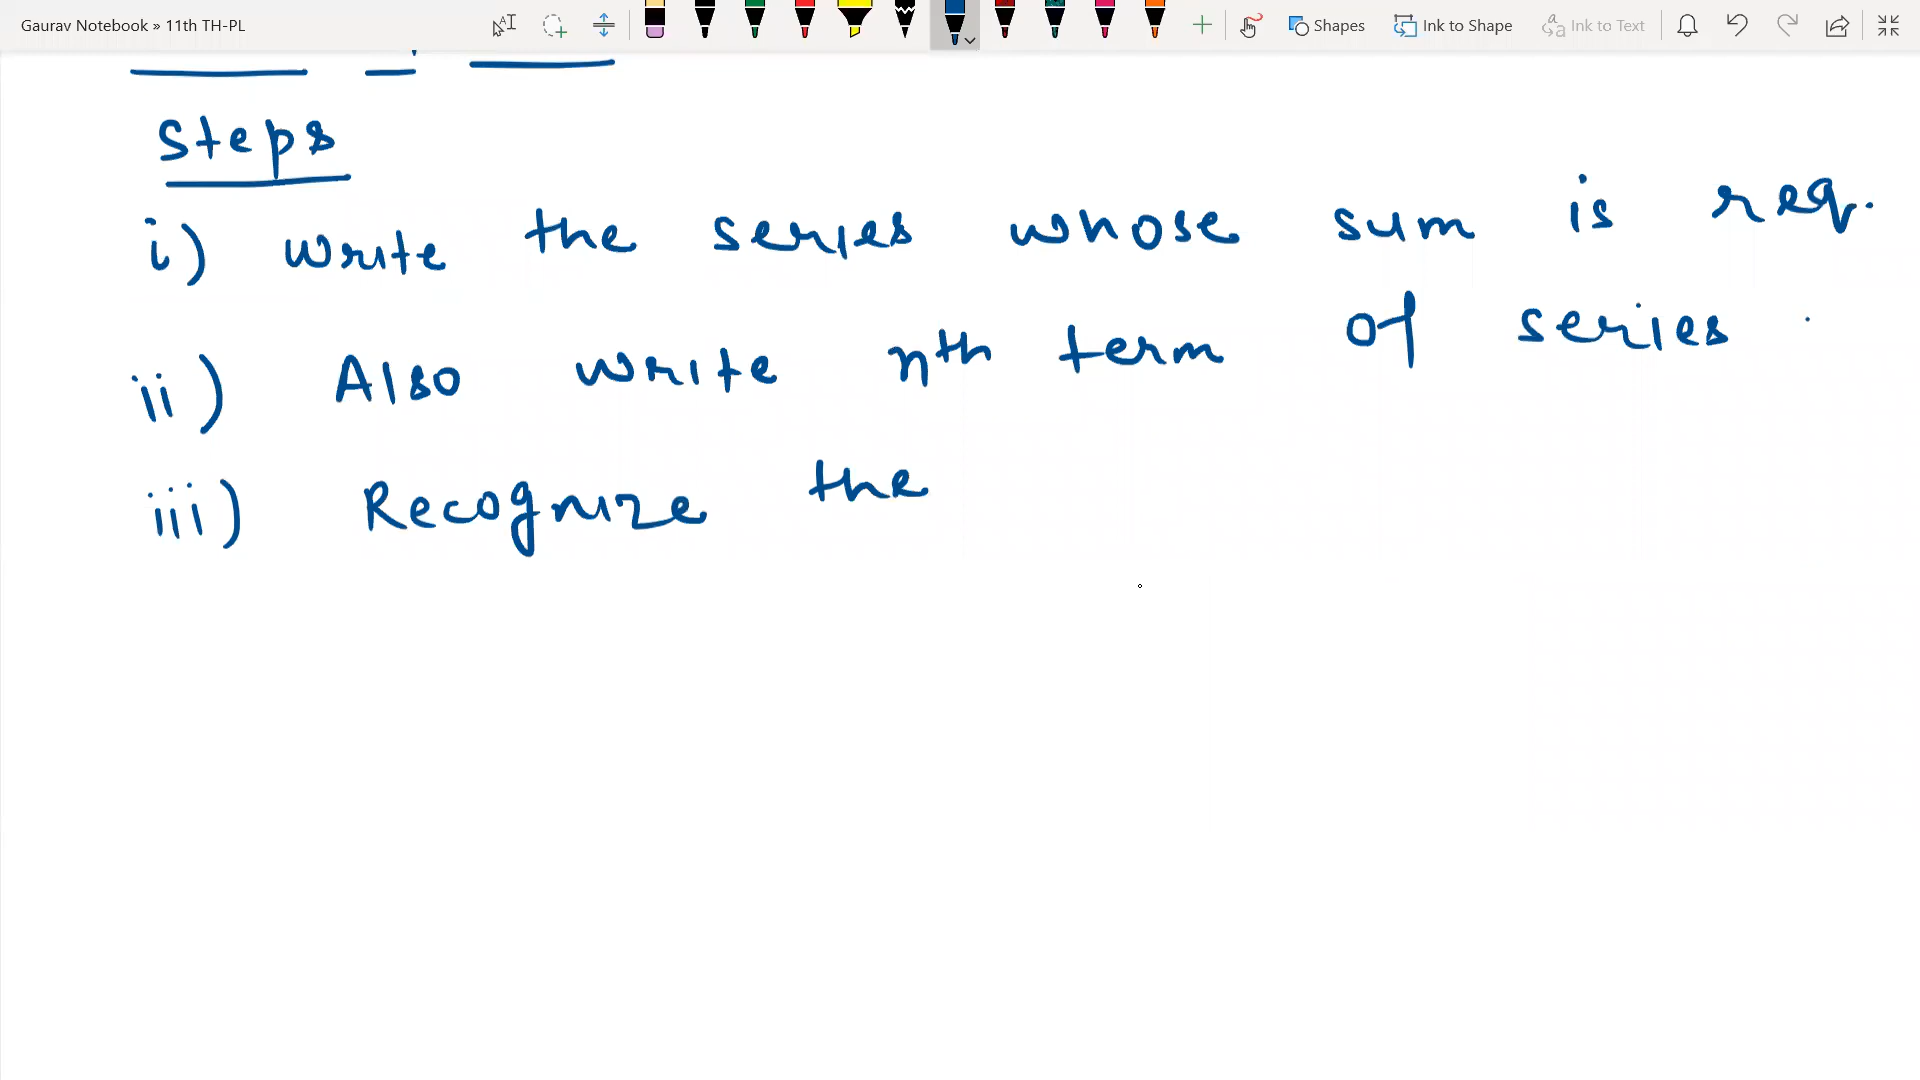 Gaurav Notebook » 11th TH-PL
Shapes
Ink to Shape
Ink to Text
Steps
i) Write the series whose sum is req.
ii) Also write nth term of series.
iii) Recognize the